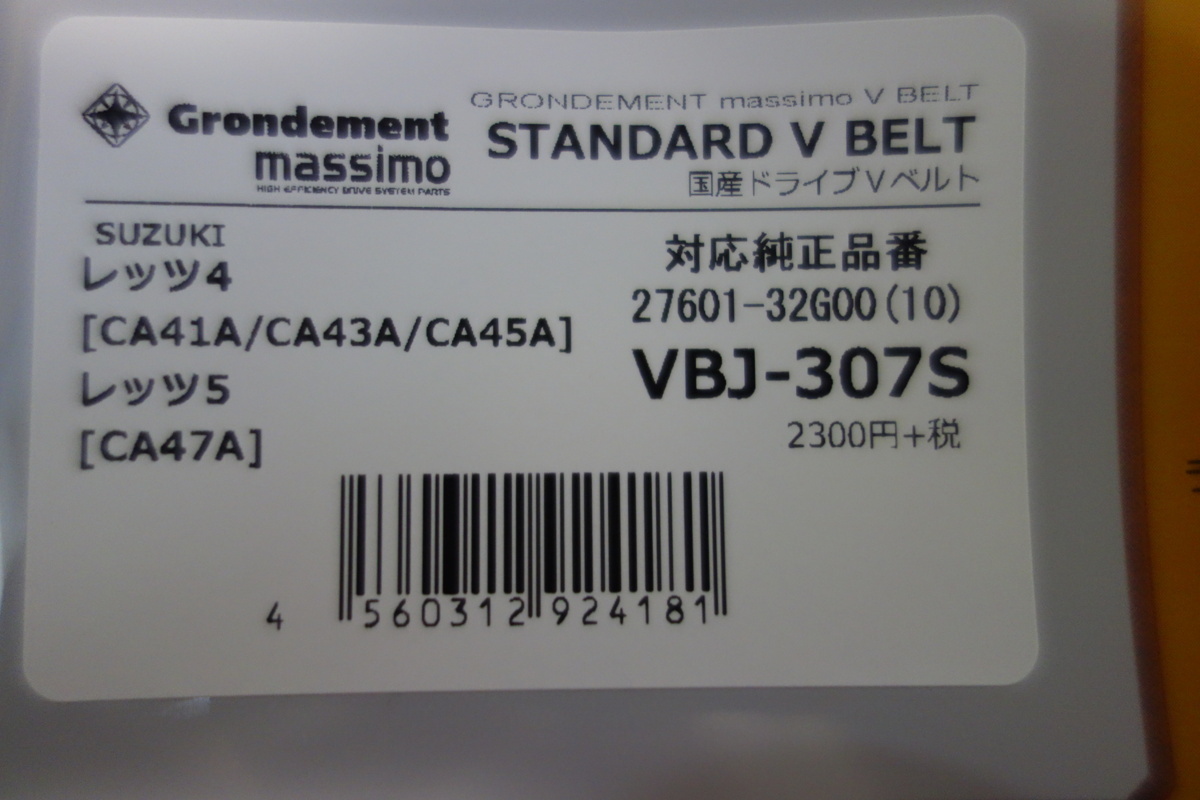 Grondement
massimo
HIGH EFFICIENCY DRIVE SYSTEM PARTS
GRONDEMENT massimo V BELT
STANDARD V BELT
国産ドライブVベルト
SUZUKI
レッツ4
[CA41A/CA43A/CA45A]
レッツ5
[CA47A]
対応純正品番
27601-32G00(10)
VBJ-307S
2300円+税
4 560312 924181